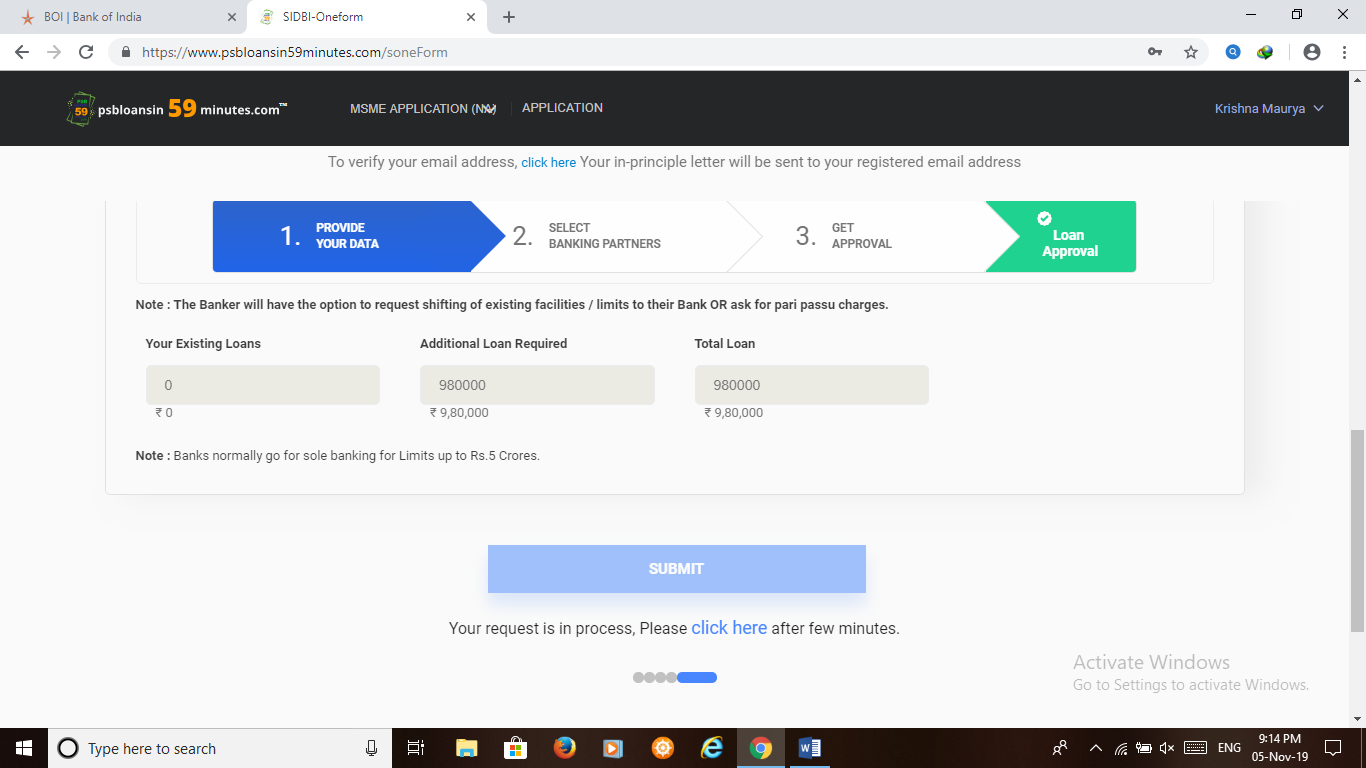 BOI | Bank of India
SIDBI-Oneform
https://www.psbloansin59minutes.com/soneForm
PSB 59 psbloansin 59 minutes.com™
MSME APPLICATION
APPLICATION
Krishna Maurya
To verify your email address, click here Your in-principle letter will be sent to your registered email address
1. PROVIDE
YOUR DATA
2. SELECT
BANKING PARTNERS
3. GET
APPROVAL
Loan
Approval
Note : The Banker will have the option to request shifting of existing facilities / limits to their Bank OR ask for pari passu charges.
Your Existing Loans Additional Loan Required Total Loan
0 980000 980000
₹ 0 ₹ 9,80,000 ₹ 9,80,000
Note : Banks normally go for sole banking for Limits up to Rs.5 Crores.
SUBMIT
Your request is in process, Please click here after few minutes.
Activate Windows
Go to Settings to activate Windows.
Type here to search
ENG
9:14 PM
05-Nov-19